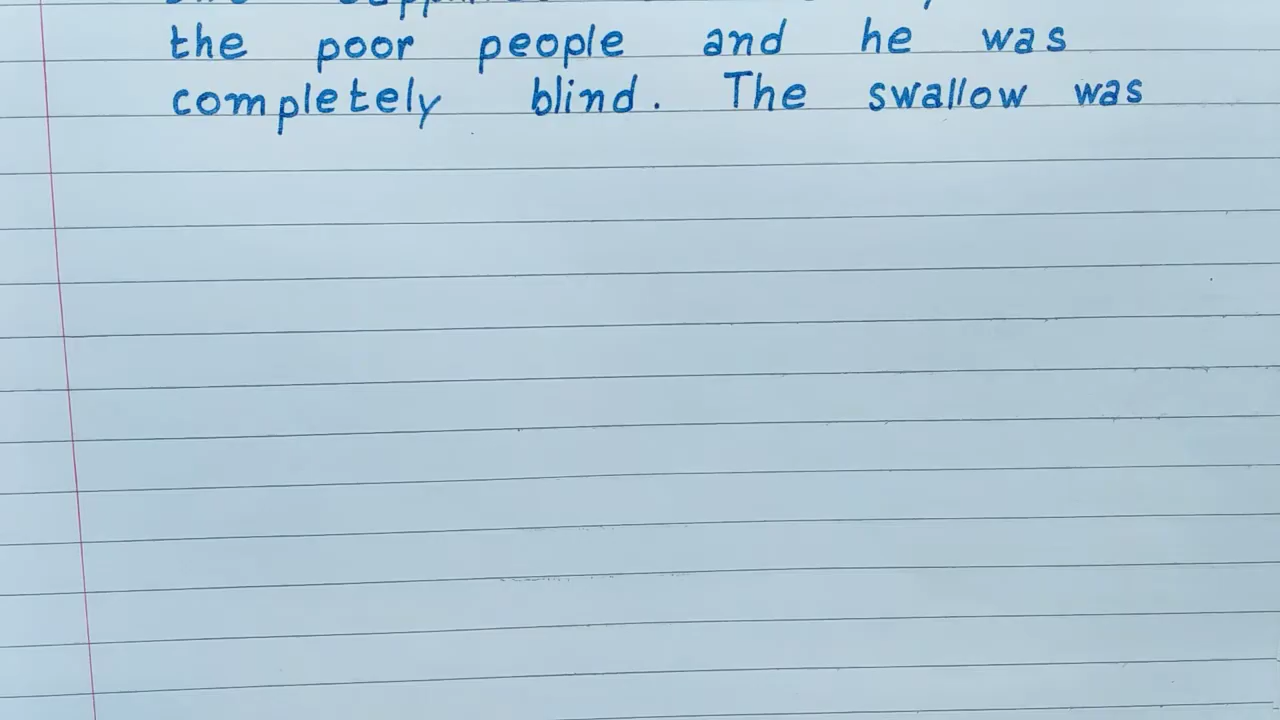 the poor people and he was
completely blind. The swallow was